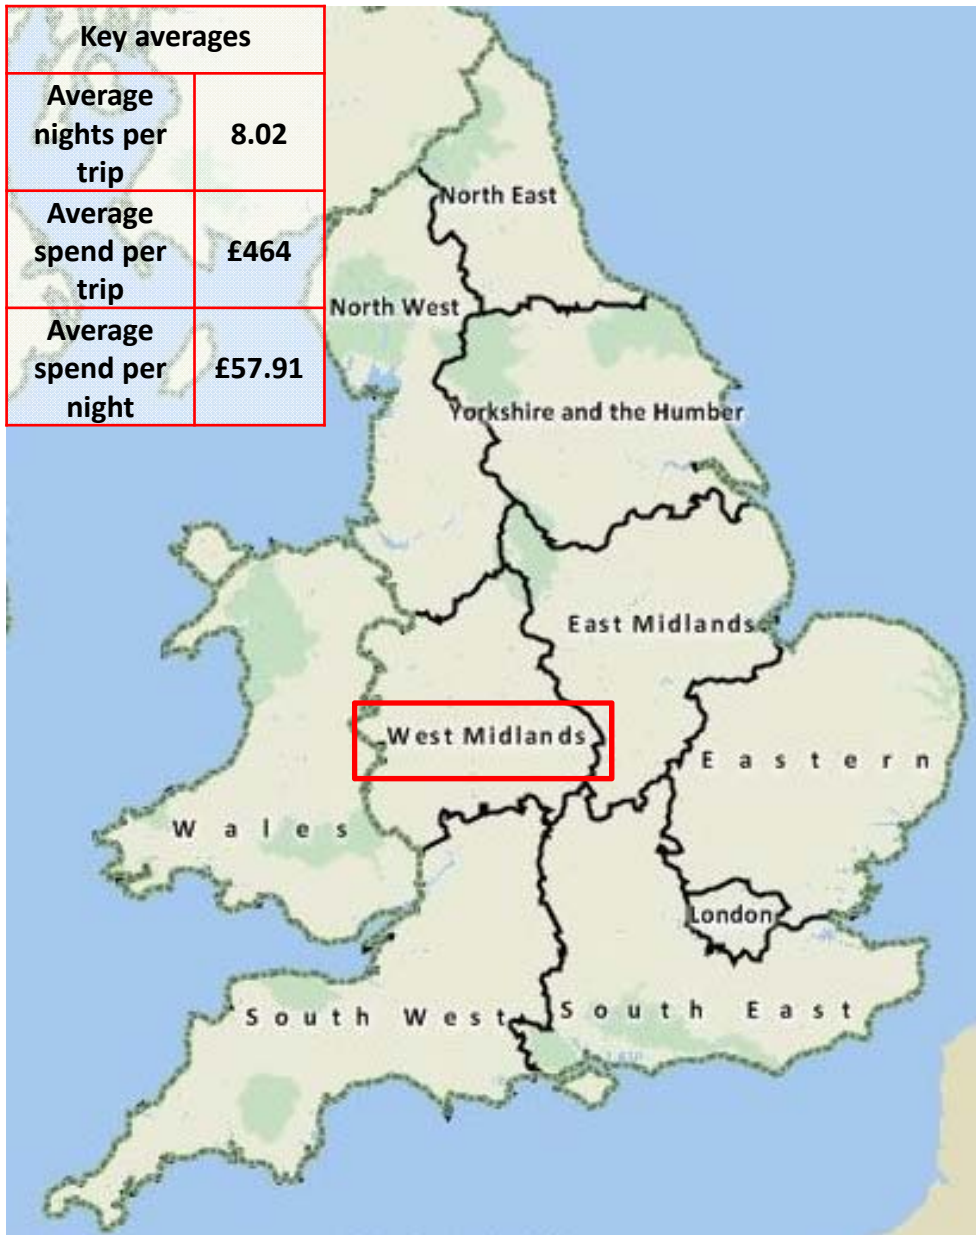 Key averages
Average
nights per
trip
8.02
Average
spend per
trip
£464
Average
spend per
night
£57.91
North East
North West
Yorkshire and the Humber
East Midlands
West Midlands
Eastern
Wales
London
South West
South East